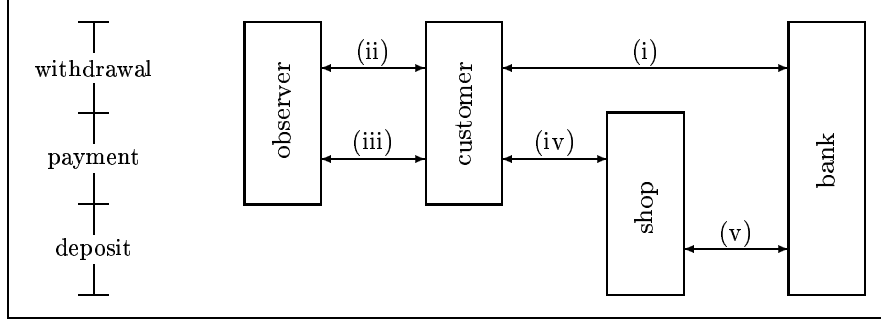 withdrawal
payment
deposit
observer
customer
shop
bank
(ii)
(i)
(iii)
(iv)
(v)